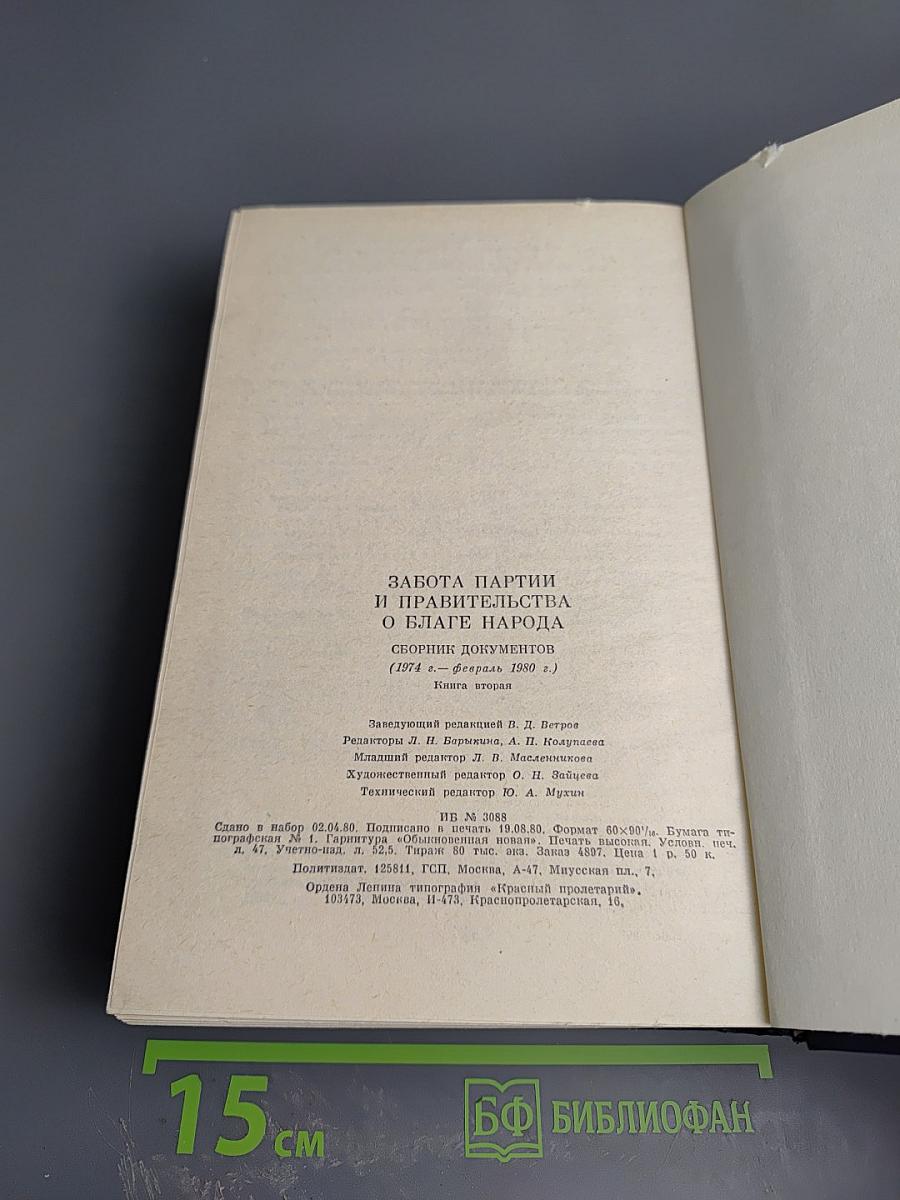 ЗАБОТА ПАРТИИ
И ПРАВИТЕЛЬСТВА
О БЛАГЕ НАРОДА
СБОРНИК ДОКУМЕНТОВ
(1974 г.— февраль 1980 г.)
Книга вторая
Заведующий редакцией В. Д. Ветров
Редакторы Л. Н. Барыкина, А. П. Колупаева
Младший редактор Л. В. Масленникова
Художественный редактор О. Н. Зайцева
Технический редактор Ю. А. Мухин
ИБ № 3088
Сдано в набор 02.04.80. Подписано в печать 19.08.80. Формат 60×90¹/₁₆. Бумага ти-
пографская № 1. Гарнитура «Обыкновенная новая». Печать высокая. Условн. печ.
л. 47. Учетно-изд. л. 52,5. Тираж 80 тыс. экз. Заказ 4897. Цена 1 р. 50 к.
Политиздат. 125811, ГСП, Москва, А-47, Миусская пл., 7.
Ордена Ленина типография «Красный пролетарий».
103473, Москва, И-473, Краснопролетарская, 16.
15 см
БФ БИБЛИОФАН